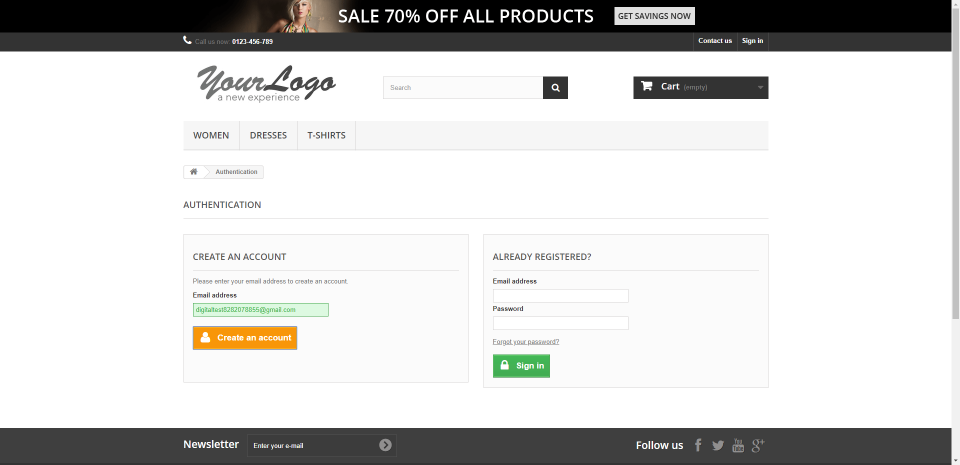 SALE 70% OFF ALL PRODUCTS GET SAVINGS NOW
Call us now: 0123-456-789 Contact us Sign in
YourLogo
a new experience
Search
Cart (empty)
WOMEN DRESSES T-SHIRTS
Authentication
AUTHENTICATION
CREATE AN ACCOUNT
Please enter your email address to create an account.
Email address
digitaltest8282078855@gmail.com
Create an account
ALREADY REGISTERED?
Email address
Password
Forgot your password?
Sign in
Newsletter Enter your e-mail Follow us
You
Tube
g+